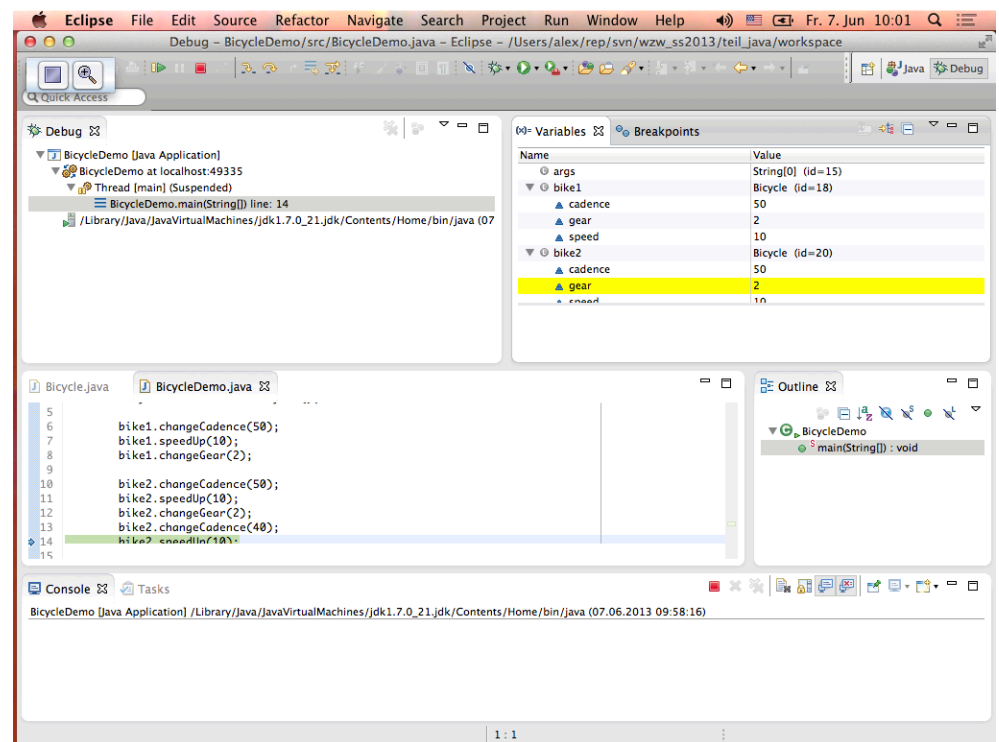 Eclipse File Edit Source Refactor Navigate Search Project Run Window Help Fr. 7. Jun 10:01
Debug – BicycleDemo/src/BicycleDemo.java – Eclipse – /Users/alex/rep/svn/wzw_ss2013/teil_java/workspace
Java Debug
Quick Access
Debug
BicycleDemo [Java Application]
BicycleDemo at localhost:49335
Thread [main] (Suspended)
BicycleDemo.main(String[]) line: 14
/Library/Java/JavaVirtualMachines/jdk1.7.0_21.jdk/Contents/Home/bin/java (07
(x)= Variables Breakpoints
Name Value
args String[0] (id=15)
bike1 Bicycle (id=18)
cadence 50
gear 2
speed 10
bike2 Bicycle (id=20)
cadence 50
gear 2
speed 10
Bicycle.java BicycleDemo.java
5
6 bike1.changeCadence(50);
7 bike1.speedUp(10);
8 bike1.changeGear(2);
9
10 bike2.changeCadence(50);
11 bike2.speedUp(10);
12 bike2.changeGear(2);
13 bike2.changeCadence(40);
14 bike2.speedUp(10);
15
Outline
BicycleDemo
main(String[]) : void
Console Tasks
BicycleDemo [Java Application] /Library/Java/JavaVirtualMachines/jdk1.7.0_21.jdk/Contents/Home/bin/java (07.06.2013 09:58:16)
1 : 1